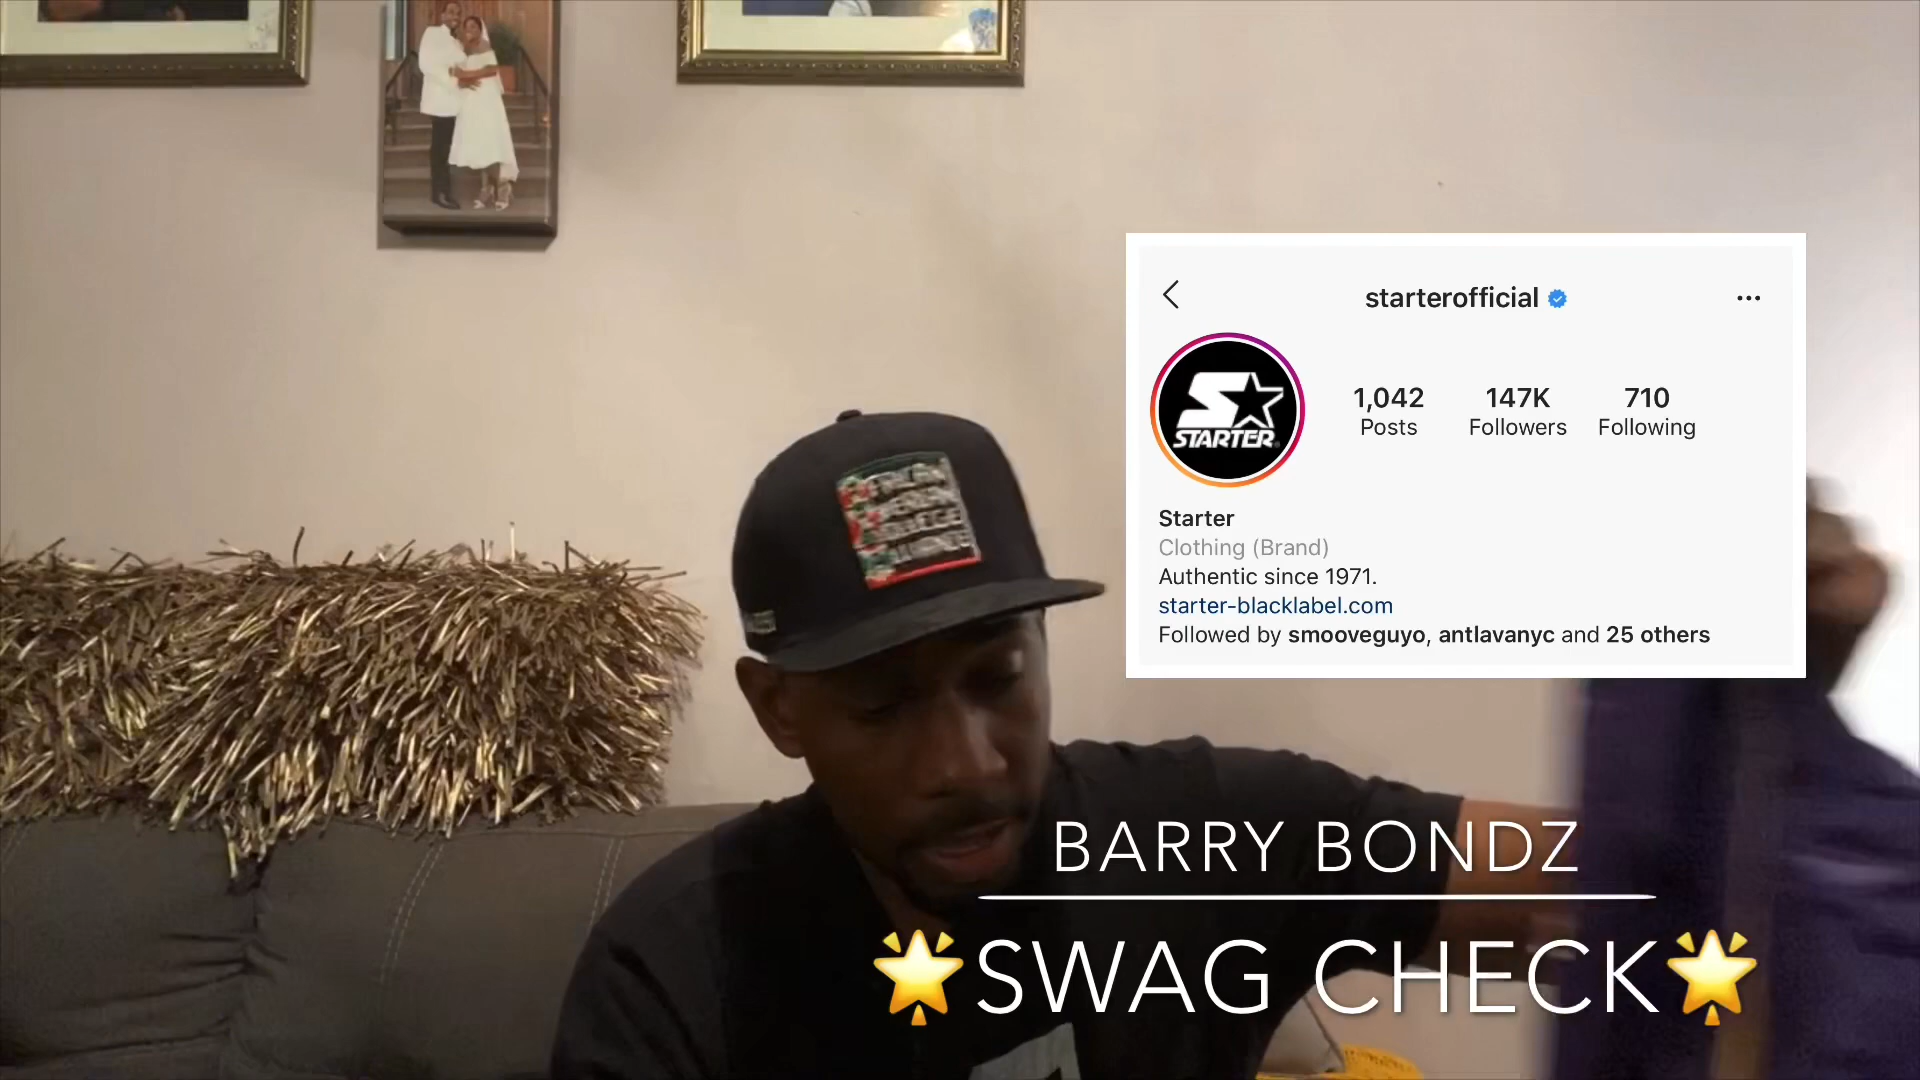 starterofficial
STARTER
1,042 147K 710
Posts Followers Following
Starter
Clothing (Brand)
Authentic since 1971.
starter-blacklabel.com
Followed by smooveguyo, antlavanyc and 25 others
BARRY BONDZ
🌟SWAG CHECK🌟